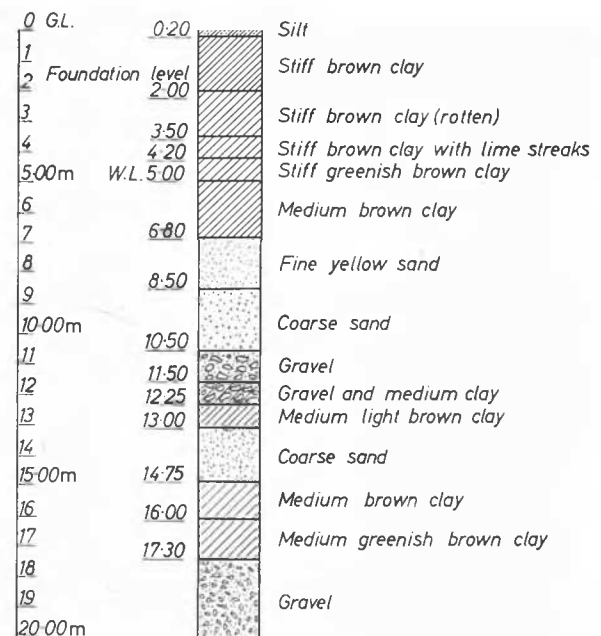 0 G.L.
0·20 Silt
1
Stiff brown clay
2 Foundation level
2·00
3 Stiff brown clay (rotten)
3·50
4 Stiff brown clay with lime streaks
4·20
5·00m W.L. 5·00 Stiff greenish brown clay
6 Medium brown clay
6·80
7
8 Fine yellow sand
8·50
9
10·00m Coarse sand
10·50
11 Gravel
11·50
12 Gravel and medium clay
12·25
13 Medium light brown clay
13·00
14 Coarse sand
15·00m 14·75
16 Medium brown clay
16·00
17 Medium greenish brown clay
17·30
18
19 Gravel
20·00m